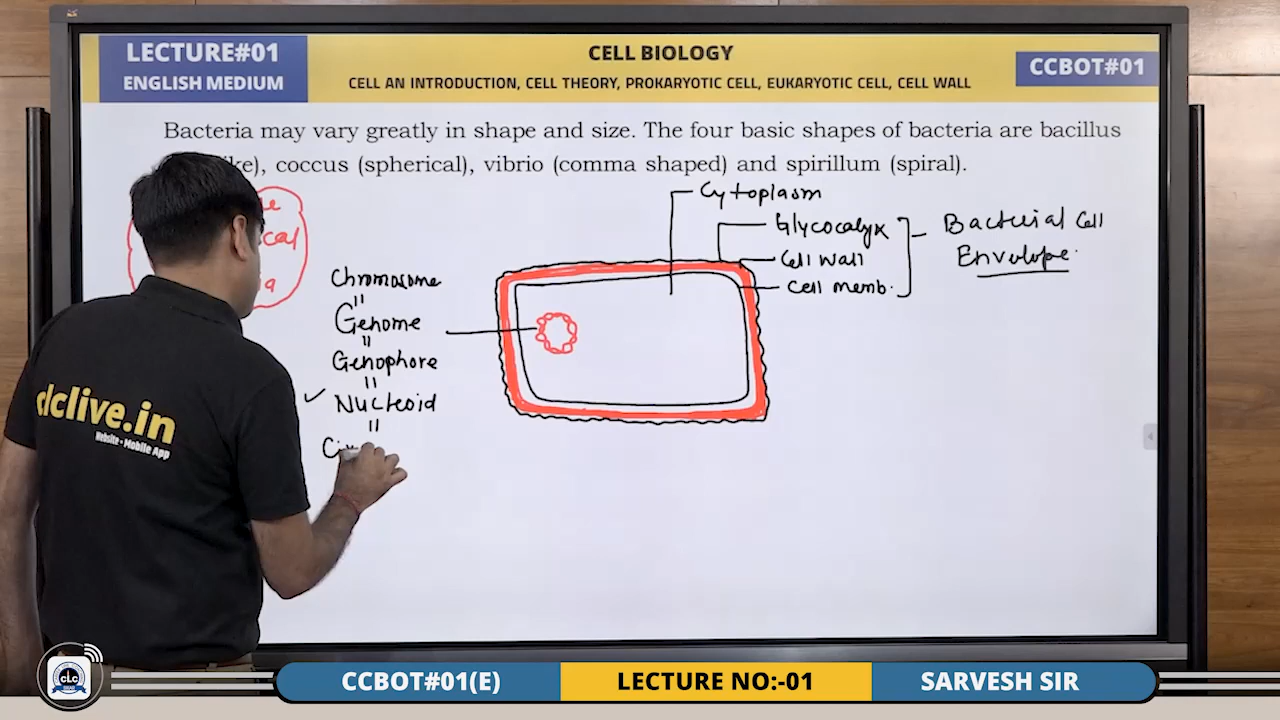 LECTURE#01
ENGLISH MEDIUM
CELL BIOLOGY
CELL AN INTRODUCTION, CELL THEORY, PROKARYOTIC CELL, EUKARYOTIC CELL, CELL WALL
CCBOT#01
Bacteria may vary greatly in shape and size. The four basic shapes of bacteria are bacillus
coccus (spherical), vibrio (comma shaped) and spirillum (spiral).
Cytoplasm
Glycocalyx
Cell Wall
Cell memb.
Bacterial Cell
Envelope.
Chromosome
=
Genome
=
Genophore
=
✓ Nucleoid
=
clclive.in
Website - Mobile App
CLC
CCBOT#01(E)
LECTURE NO:-01
SARVESH SIR